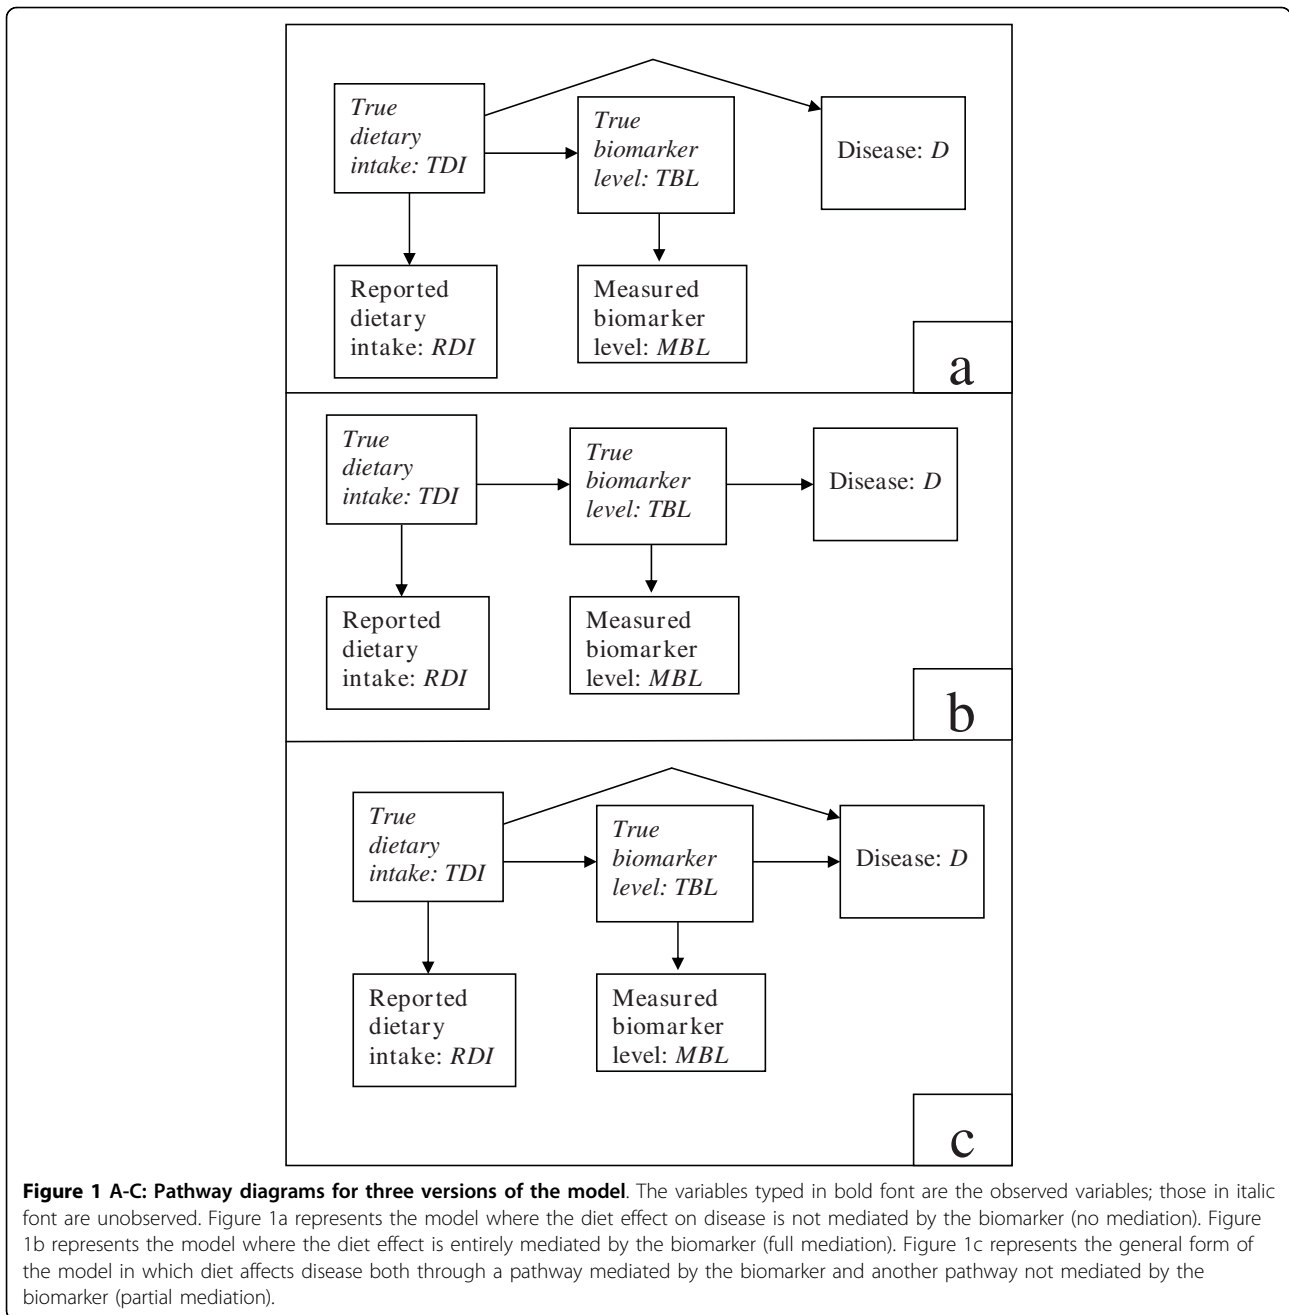 True
dietary
intake: TDI
True
biomarker
level: TBL
Disease: D
Reported
dietary
intake: RDI
Measured
biomarker
level: MBL
a
True
dietary
intake: TDI
True
biomarker
level: TBL
Disease: D
Reported
dietary
intake: RDI
Measured
biomarker
level: MBL
b
True
dietary
intake: TDI
True
biomarker
level: TBL
Disease: D
Reported
dietary
intake: RDI
Measured
biomarker
level: MBL
c
Figure 1 A-C: Pathway diagrams for three versions of the model. The variables typed in bold font are the observed variables; those in italic
font are unobserved. Figure 1a represents the model where the diet effect on disease is not mediated by the biomarker (no mediation). Figure
1b represents the model where the diet effect is entirely mediated by the biomarker (full mediation). Figure 1c represents the general form of
the model in which diet affects disease both through a pathway mediated by the biomarker and another pathway not mediated by the
biomarker (partial mediation).